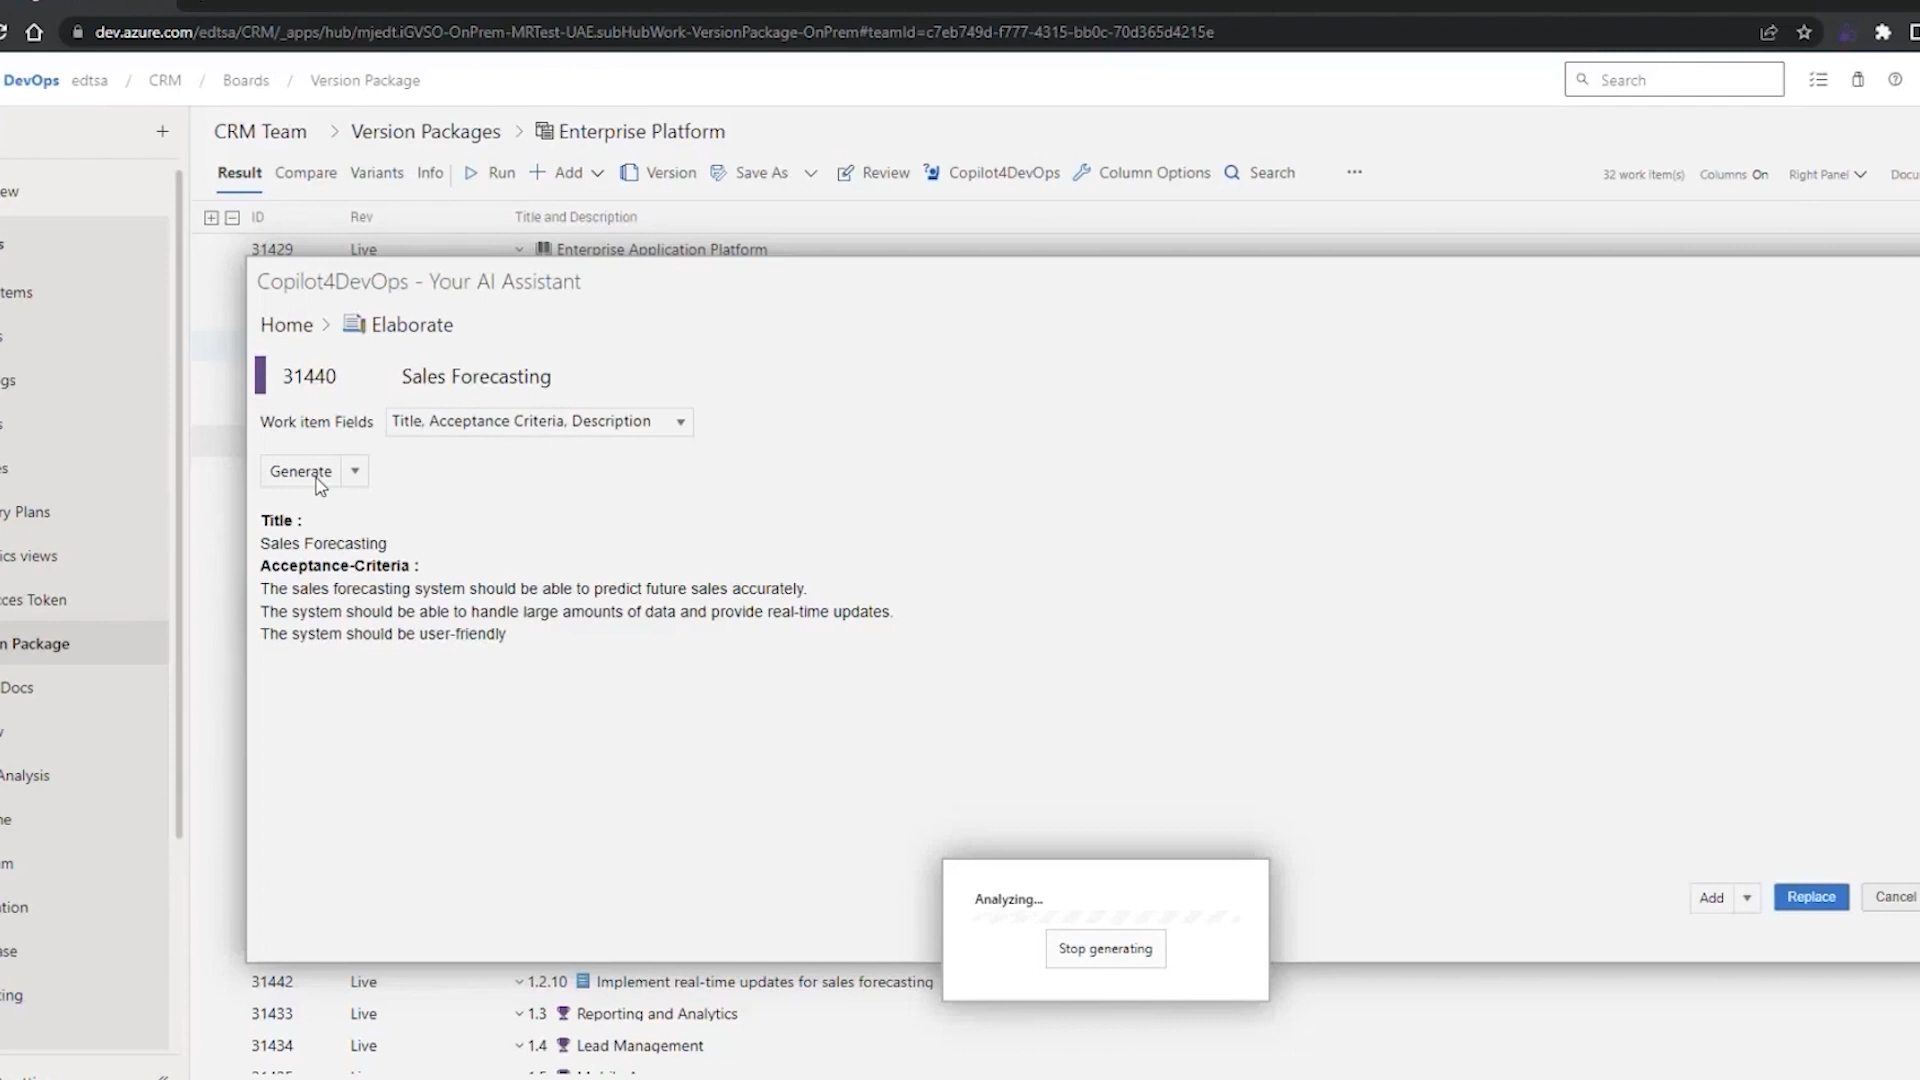 dev.azure.com/edtsa/CRM/_apps/hub/mjedt.iGVSO-OnPrem-MRTest-UAE.subHubWork-VersionPackage-OnPrem#teamId=c7eb749d-f777-4315-bb0c-70d365d4215e
DevOps edtsa / CRM / Boards / Version Package
Search
+
CRM Team > Version Packages > Enterprise Platform
Result Compare Variants Info Run Add Version Save As Review Copilot4DevOps Column Options Search ...
32 work item(s) Columns On Right Panel Docu
ID Rev Title and Description
31429 Live Enterprise Application Platform
ew
s
tems
s
gs
s
es
ry Plans
ics views
ces Token
n Package
Docs
y
Analysis
ne
am
ation
ase
ting
Copilot4DevOps - Your AI Assistant
Home > Elaborate
31440 Sales Forecasting
Work item Fields Title, Acceptance Criteria, Description
Generate
Title :
Sales Forecasting
Acceptance-Criteria :
The sales forecasting system should be able to predict future sales accurately.
The system should be able to handle large amounts of data and provide real-time updates.
The system should be user-friendly
Analyzing...
Stop generating
Add Replace Cancel
31442 Live 1.2.10 Implement real-time updates for sales forecasting
31433 Live 1.3 Reporting and Analytics
31434 Live 1.4 Lead Management